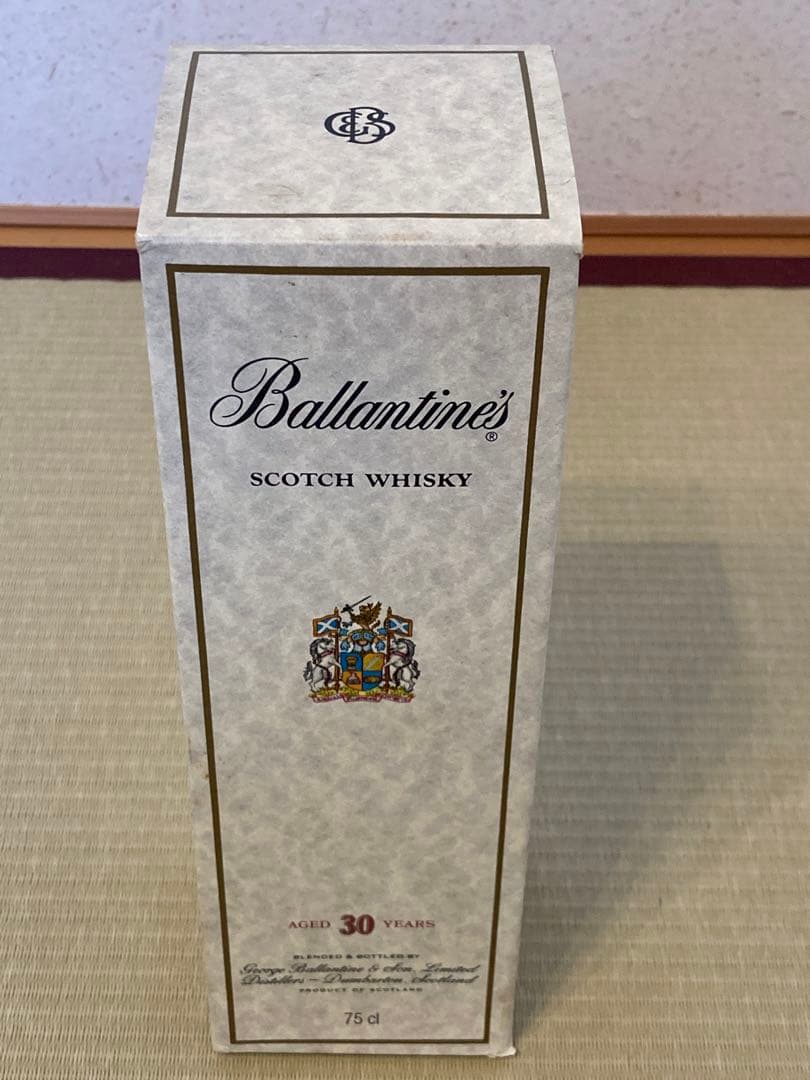 GBS
Ballantine's®
SCOTCH WHISKY
AGED 30 YEARS
BLENDED & BOTTLED BY
George Ballantine & Son, Limited
Distillers – Dumbarton, Scotland
PRODUCT OF SCOTLAND
75 cl